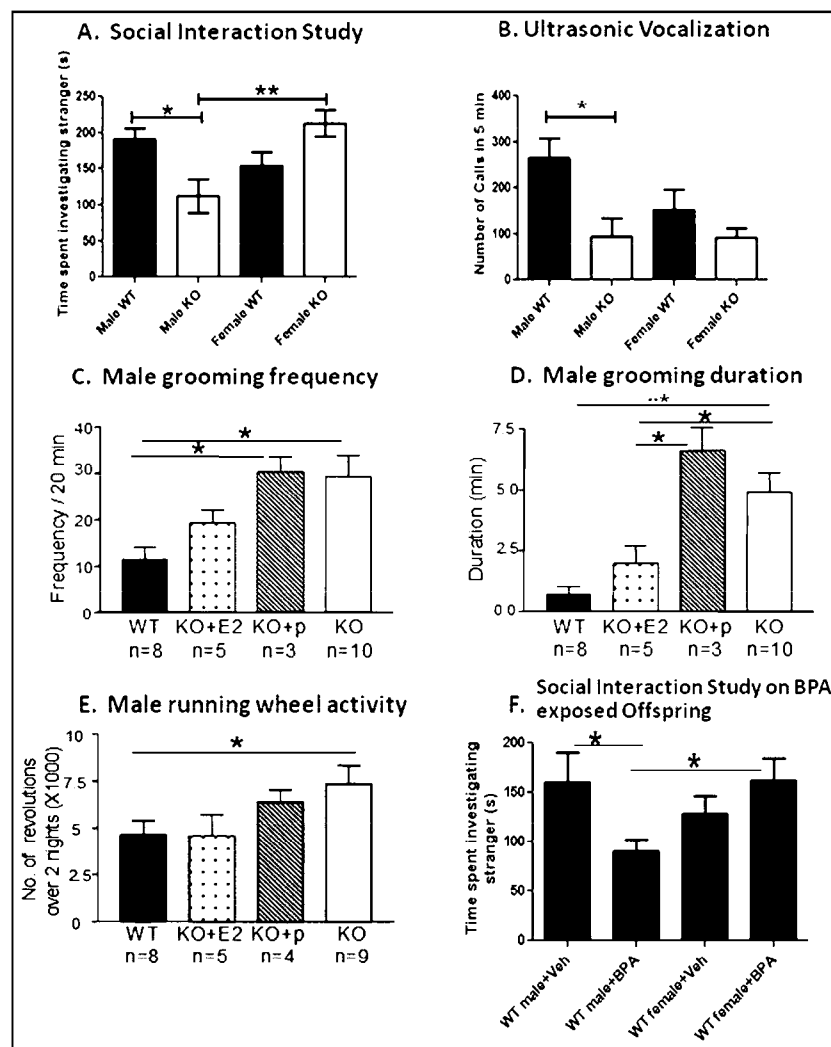 A. Social Interaction Study
Time spent investigating stranger (s)
250
200
150
100
50
0
*
**
Male WT
Male KO
Female WT
Female KO
B. Ultrasonic Vocalization
Number of Calls in 5 min
400
300
200
100
0
*
Male WT
Male KO
Female WT
Female KO
C. Male grooming frequency
Frequency / 20 min
40
30
20
10
0
*
*
WT KO+E2 KO+p KO
n=8 n=5 n=3 n=10
D. Male grooming duration
Duration (min)
7.5
5 0
2.5
0 0
*
*
WT KO+E2 KO+p KO
n=8 n=5 n=3 n=10
E. Male running wheel activity
No. of revolutions
over 2 rights (X1000)
10
7.5
5
2.5
0
*
WT KO+E2 KO+p KO
n=8 n=5 n=4 n=9
F. Social Interaction Study on BPA
exposed Offspring
Time spent investigating
stranger (s)
200
150
100
50
0
*
*
WT male+Veh
WT male+BPA
WT female+Veh
WT female+BPA